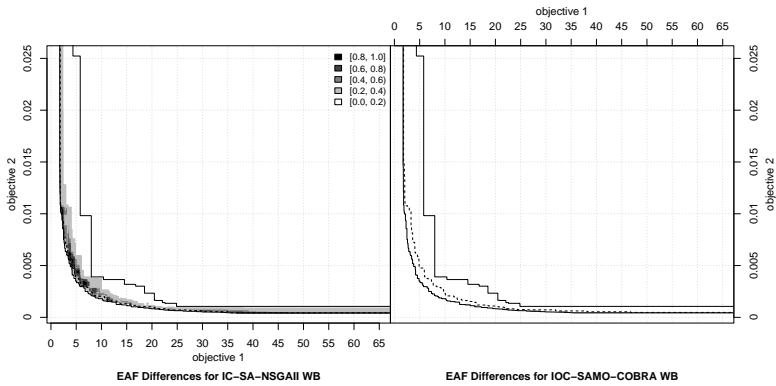 objective 1
0 5 10 15 20 25 30 35 40 45 50 55 60 65
0.025
0.02
0.015
0.01
0.005
0
objective 2
[0.8, 1.0]
[0.6, 0.8)
[0.4, 0.6)
[0.2, 0.4)
[0.0, 0.2)
0.025
0.02
0.015
0.01
0.005
0
objective 2
0 5 10 15 20 25 30 35 40 45 50 55 60 65
objective 1
EAF Differences for IC−SA−NSGAII WB
EAF Differences for IOC−SAMO−COBRA WB